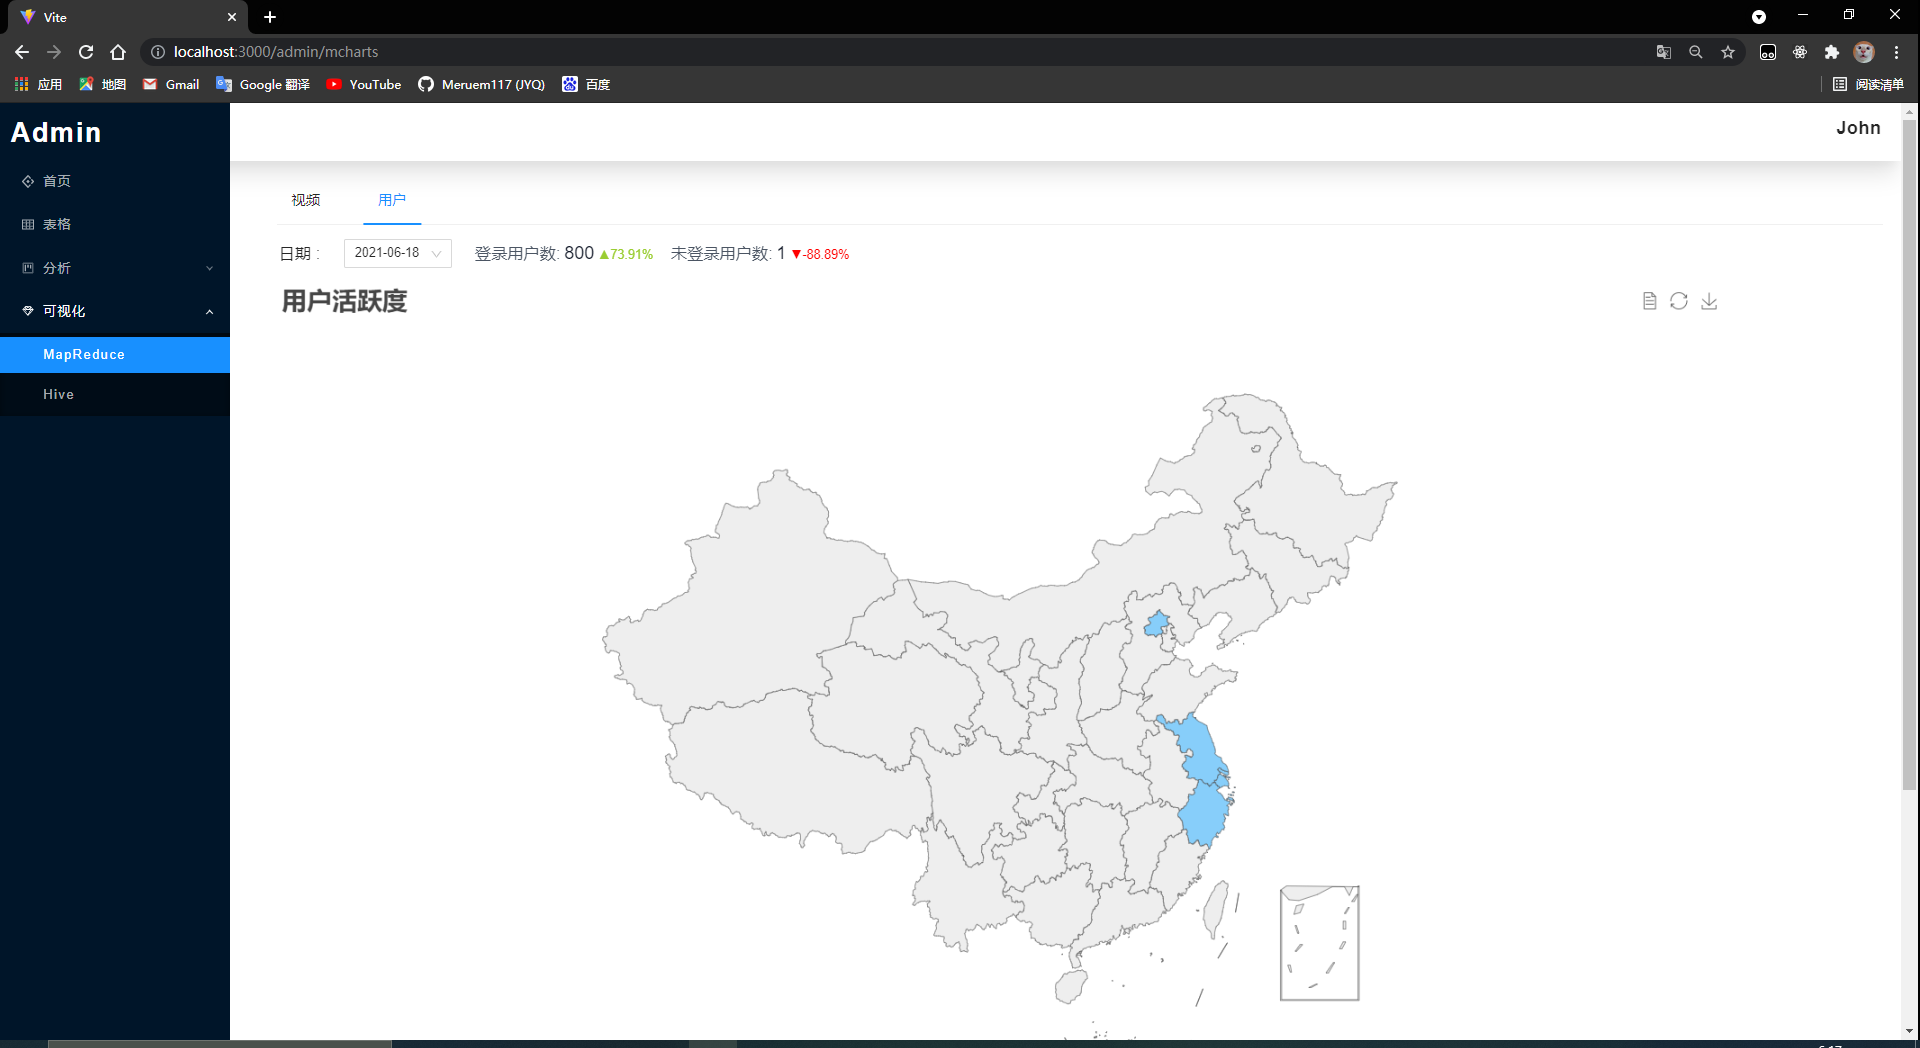 Vite
localhost:3000/admin/mcharts
应用 地图 Gmail Google 翻译 YouTube Meruem117 (JYQ) 百度 阅读清单
Admin
John
首页
表格
分析
可视化
MapReduce
Hive
视频 用户
日期 : 2021-06-18 登录用户数: 800 ▲73.91% 未登录用户数: 1 ▼-88.89%
用户活跃度